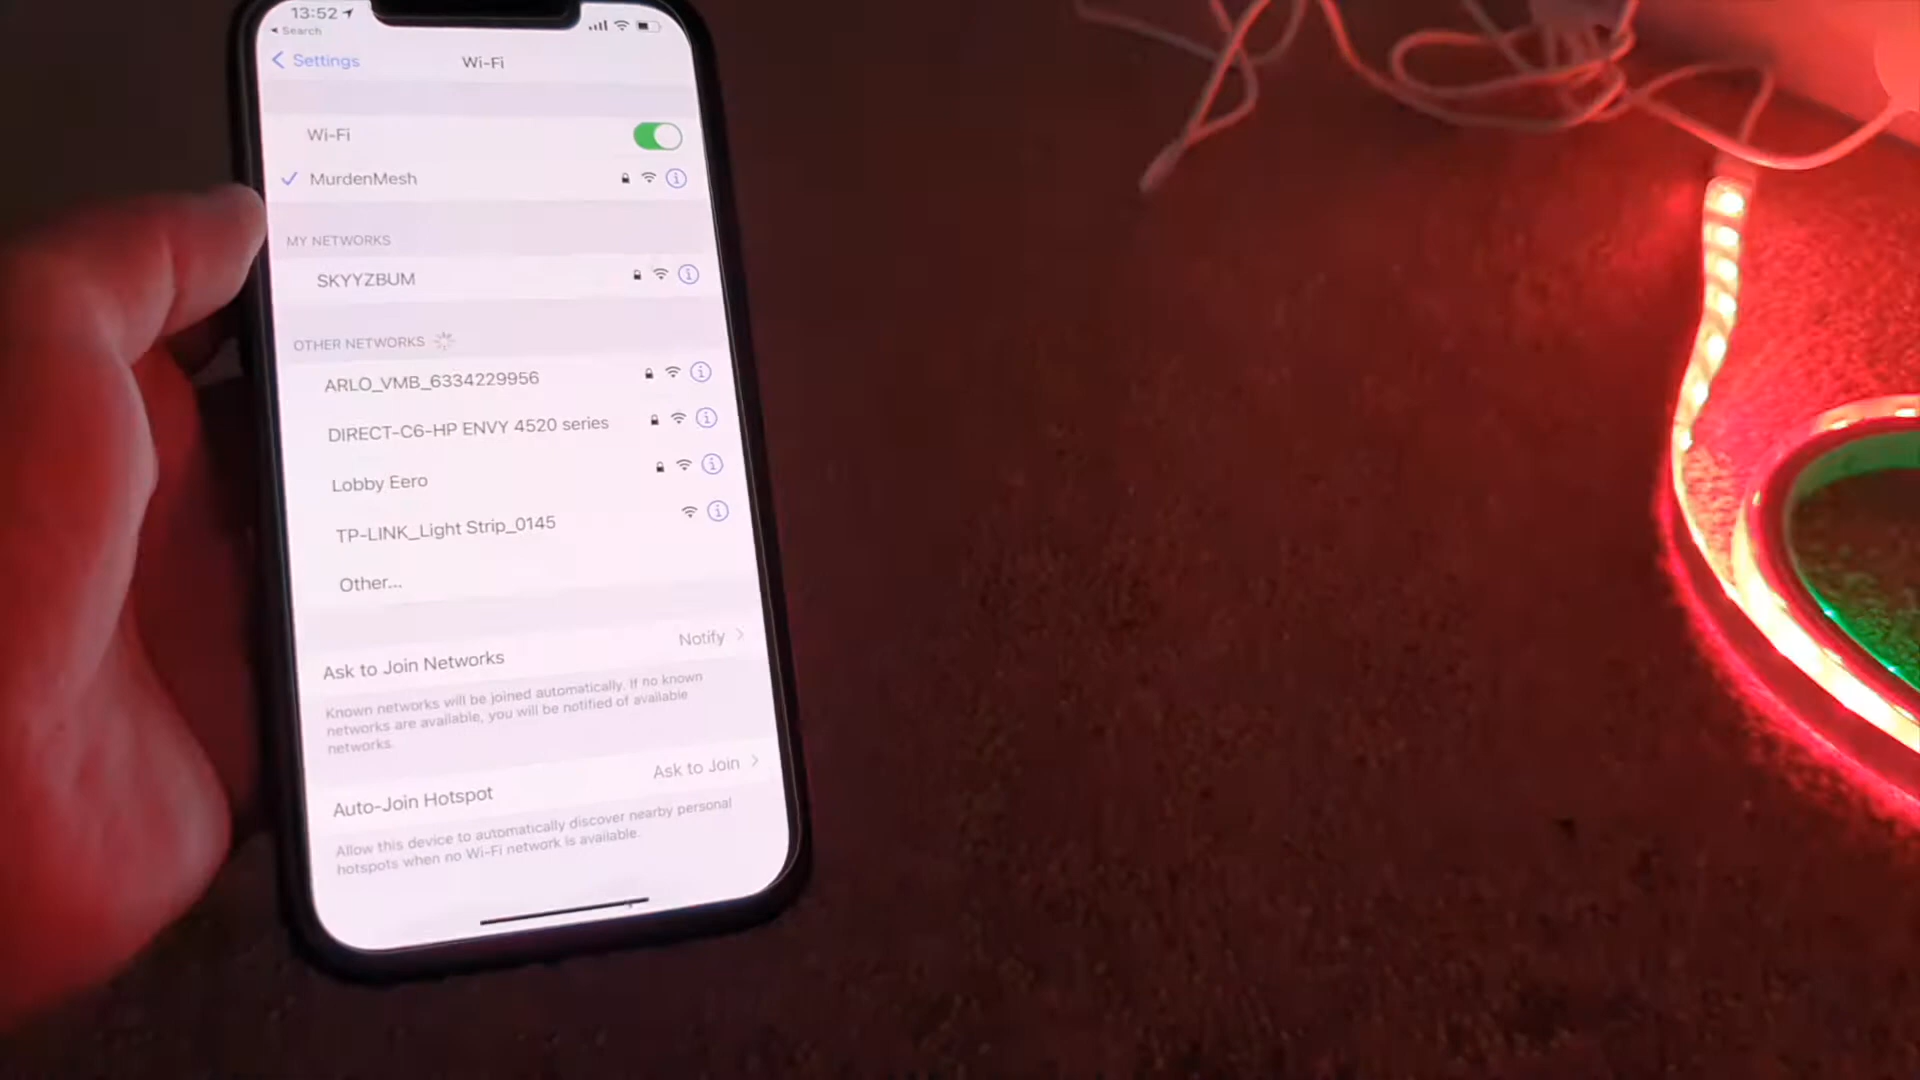 13:52
Search
Settings
Wi-Fi
Wi-Fi
MurdenMesh
MY NETWORKS
SKYYZBUM
OTHER NETWORKS
ARLO_VMB_6334229956
DIRECT-C6-HP ENVY 4520 series
Lobby Eero
TP-LINK_Light Strip_0145
Other...
Ask to Join Networks Notify
Known networks will be joined automatically. If no known
networks are available, you will be notified of available
networks.
Auto-Join Hotspot Ask to Join
Allow this device to automatically discover nearby personal
hotspots when no Wi-Fi network is available.